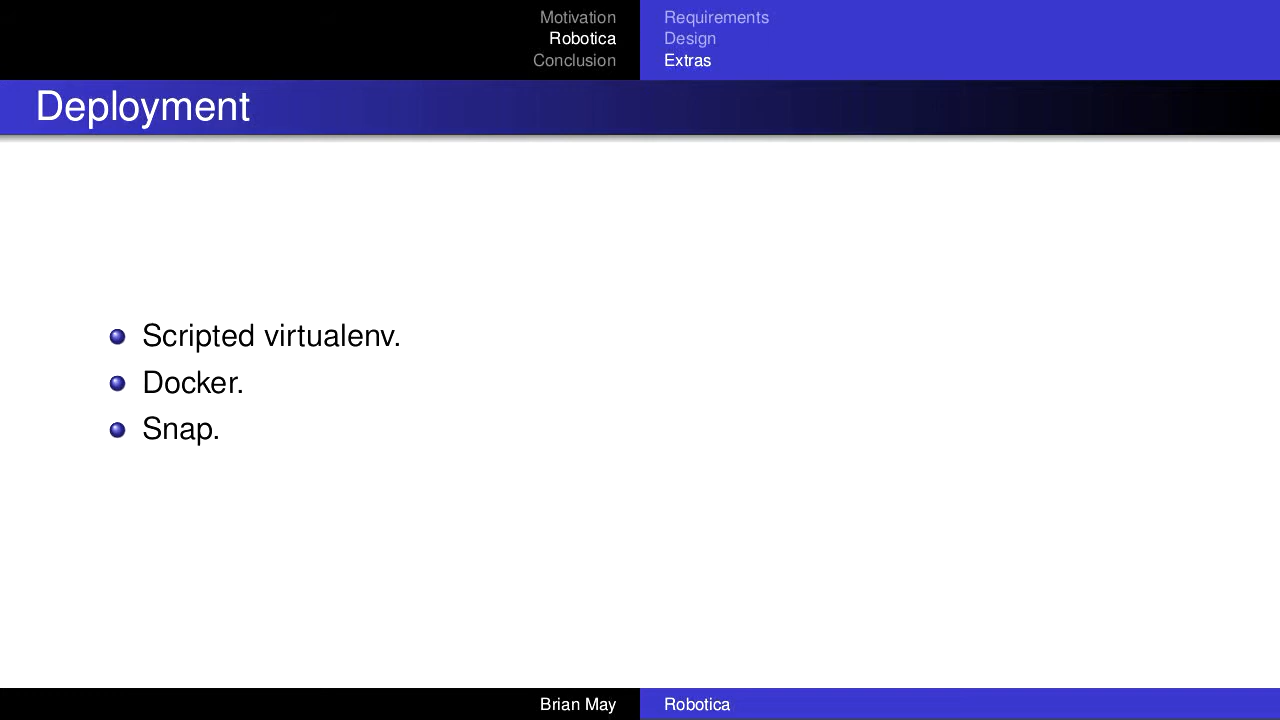 Motivation
Robotica
Conclusion
Requirements
Design
Extras
Deployment
Scripted virtualenv.
Docker.
Snap.
Brian May
Robotica